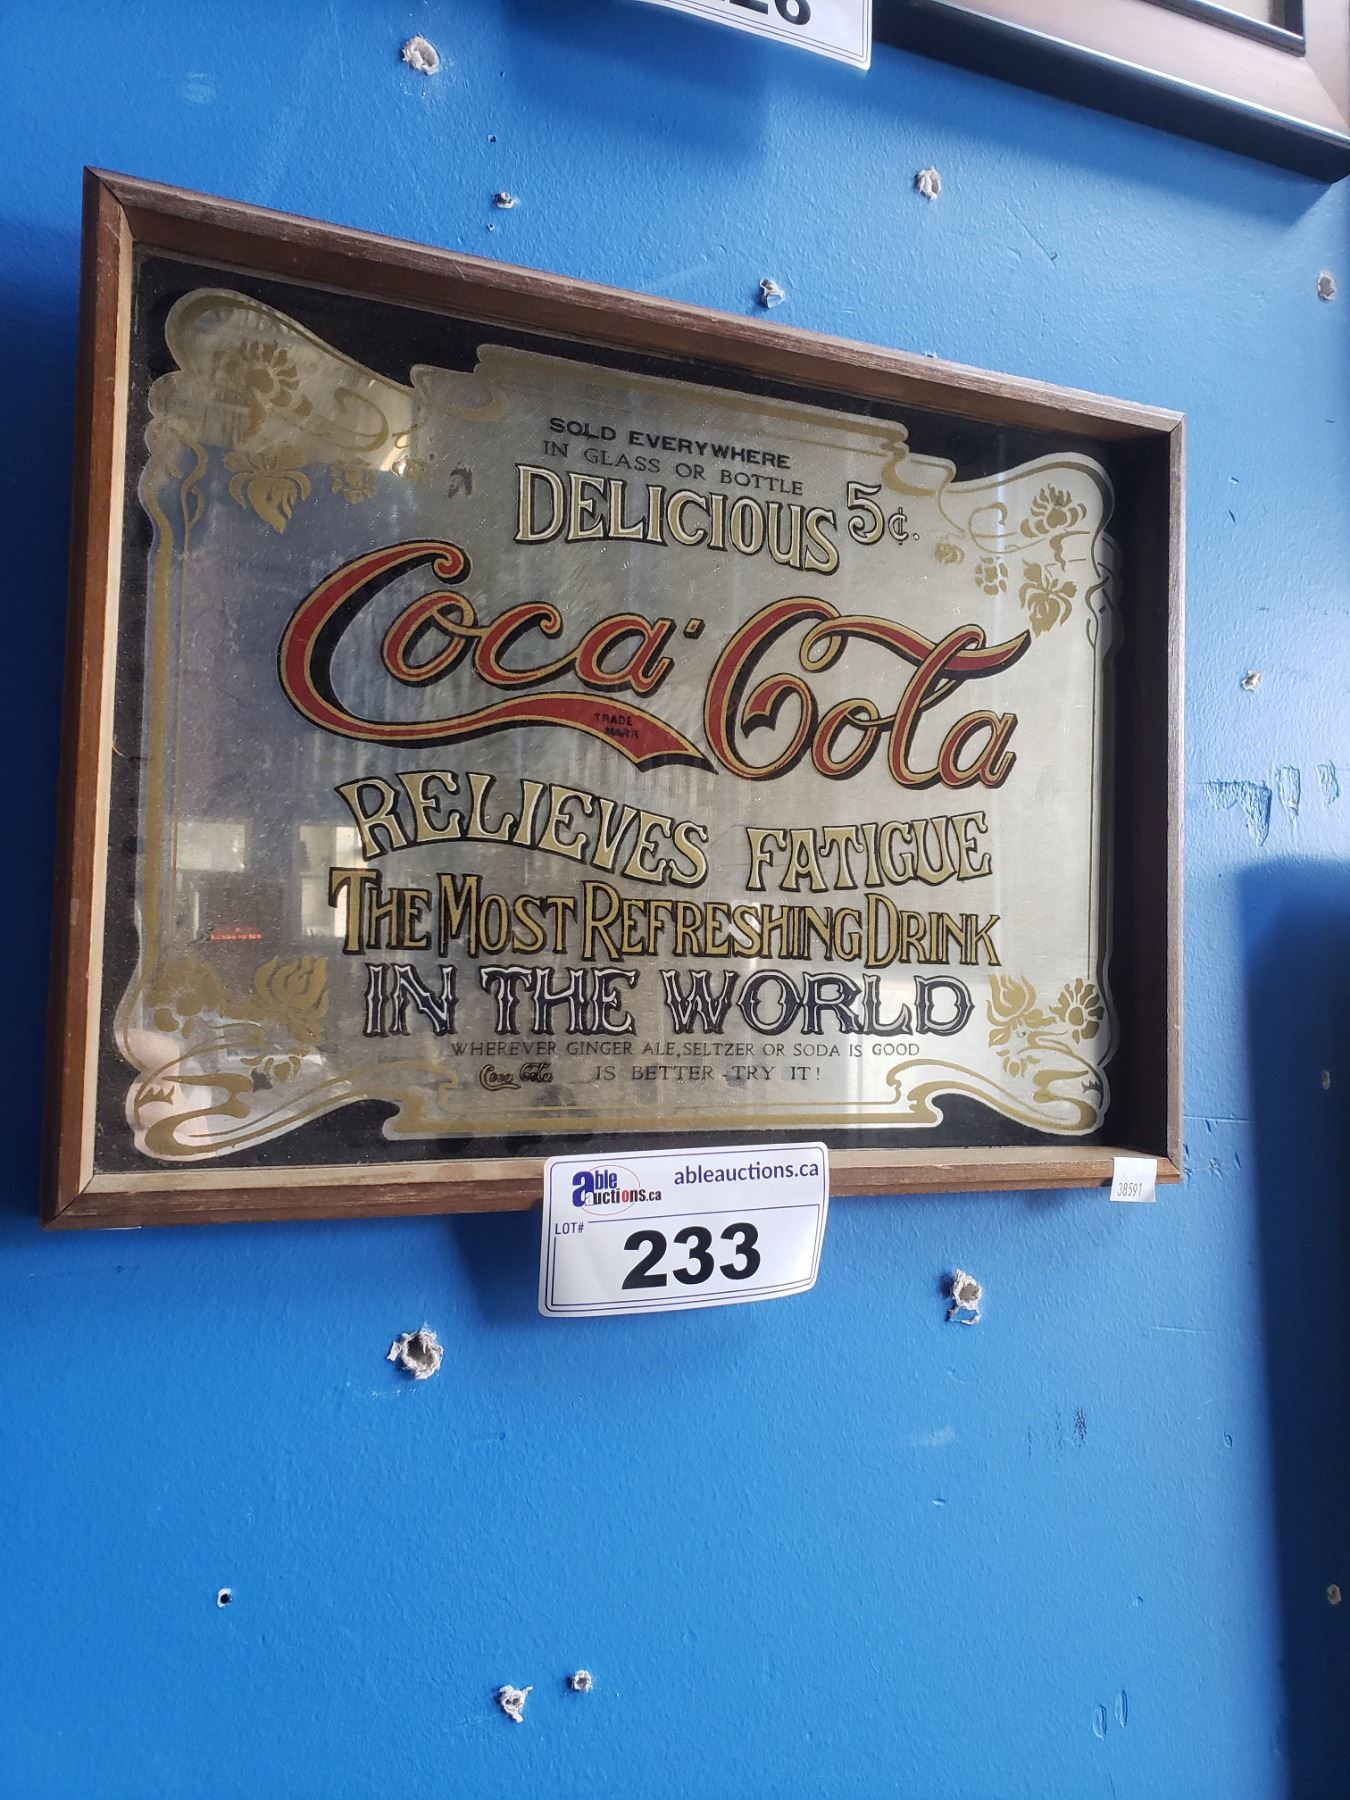 SOLD EVERYWHERE
IN GLASS OR BOTTLE
DELICIOUS 5¢.
Coca-Cola
TRADE
MARK
RELIEVES FATIGUE
THE MOST REFRESHING DRINK
IN THE WORLD
WHEREVER GINGER ALE, SELTZER OR SODA IS GOOD
Coca-Cola IS BETTER - TRY IT!
38591
able auctions.ca
ableauctions.ca
LOT#
233